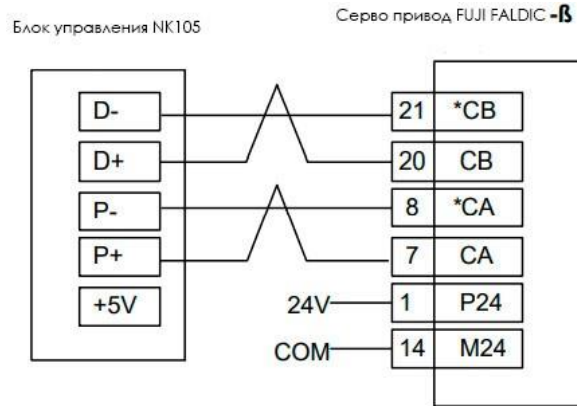 Блок управления NK105
Серво привод FUJI FALDIC -ß
D- 21 *CB
D+ 20 CB
P- 8 *CA
P+ 7 CA
+5V 24V 1 P24
COM 14 M24